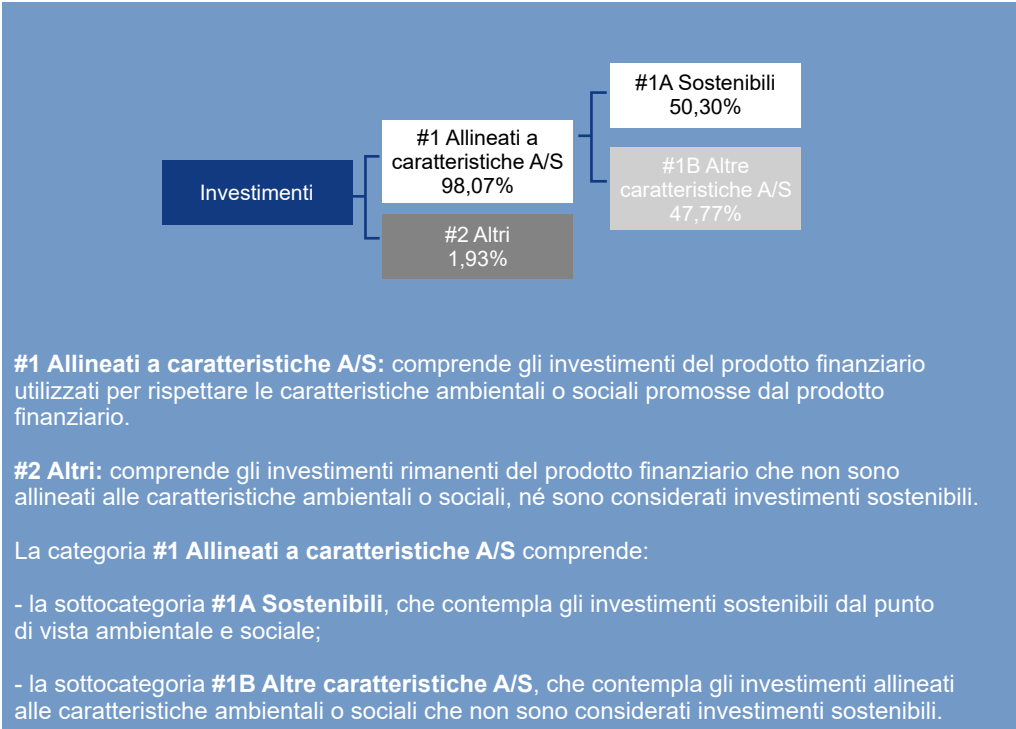 Investimenti
#1 Allineati a
caratteristiche A/S
98,07%
#2 Altri
1,93%
#1A Sostenibili
50,30%
#1B Altre
caratteristiche A/S
47,77%
#1 Allineati a caratteristiche A/S: comprende gli investimenti del prodotto finanziario
utilizzati per rispettare le caratteristiche ambientali o sociali promosse dal prodotto
finanziario.
#2 Altri: comprende gli investimenti rimanenti del prodotto finanziario che non sono
allineati alle caratteristiche ambientali o sociali, né sono considerati investimenti sostenibili.
La categoria #1 Allineati a caratteristiche A/S comprende:
- la sottocategoria #1A Sostenibili, che contempla gli investimenti sostenibili dal punto
di vista ambientale e sociale;
- la sottocategoria #1B Altre caratteristiche A/S, che contempla gli investimenti allineati
alle caratteristiche ambientali o sociali che non sono considerati investimenti sostenibili.